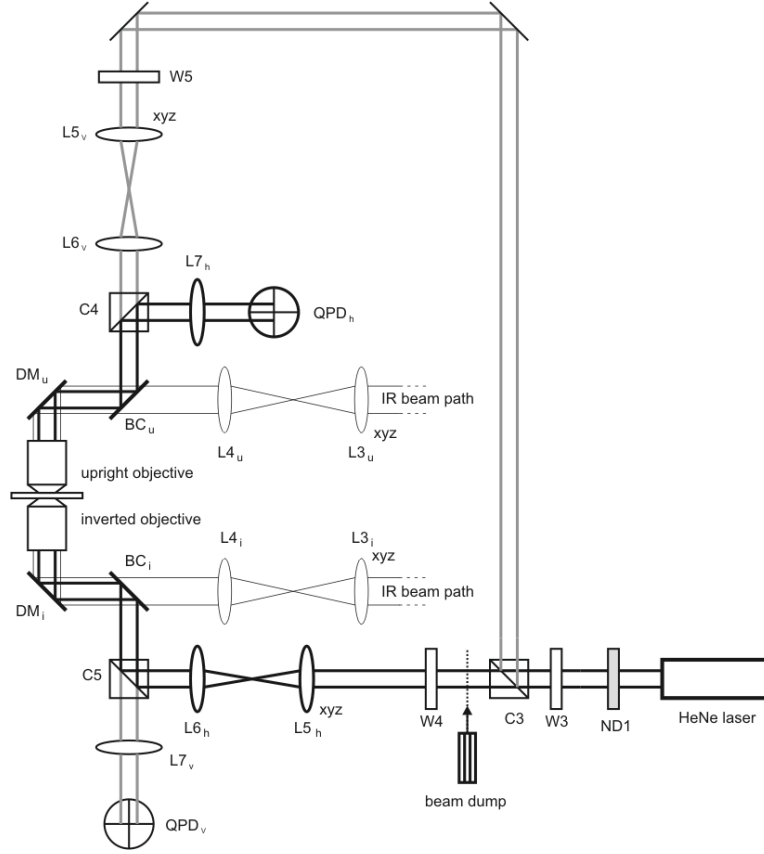 W5
xyz
L5v
L6v
L7h
C4
QPDh
DMu
BCu
IR beam path
xyz
L4u
L3u
upright objective
inverted objective
L4i
L3i
xyz
BCi
IR beam path
DMi
C5
L6h
L5h
xyz
W4
C3
W3
ND1
HeNe laser
L7v
beam dump
QPDv